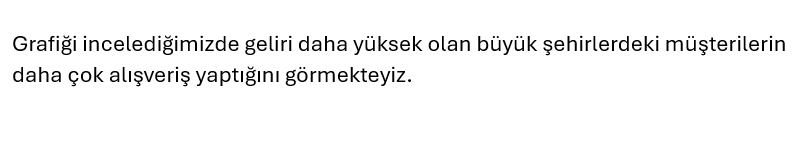 Grafiği incelediğimizde geliri daha yüksek olan büyük şehirlerdeki müşterilerin
daha çok alışveriş yaptığını görmekteyiz.